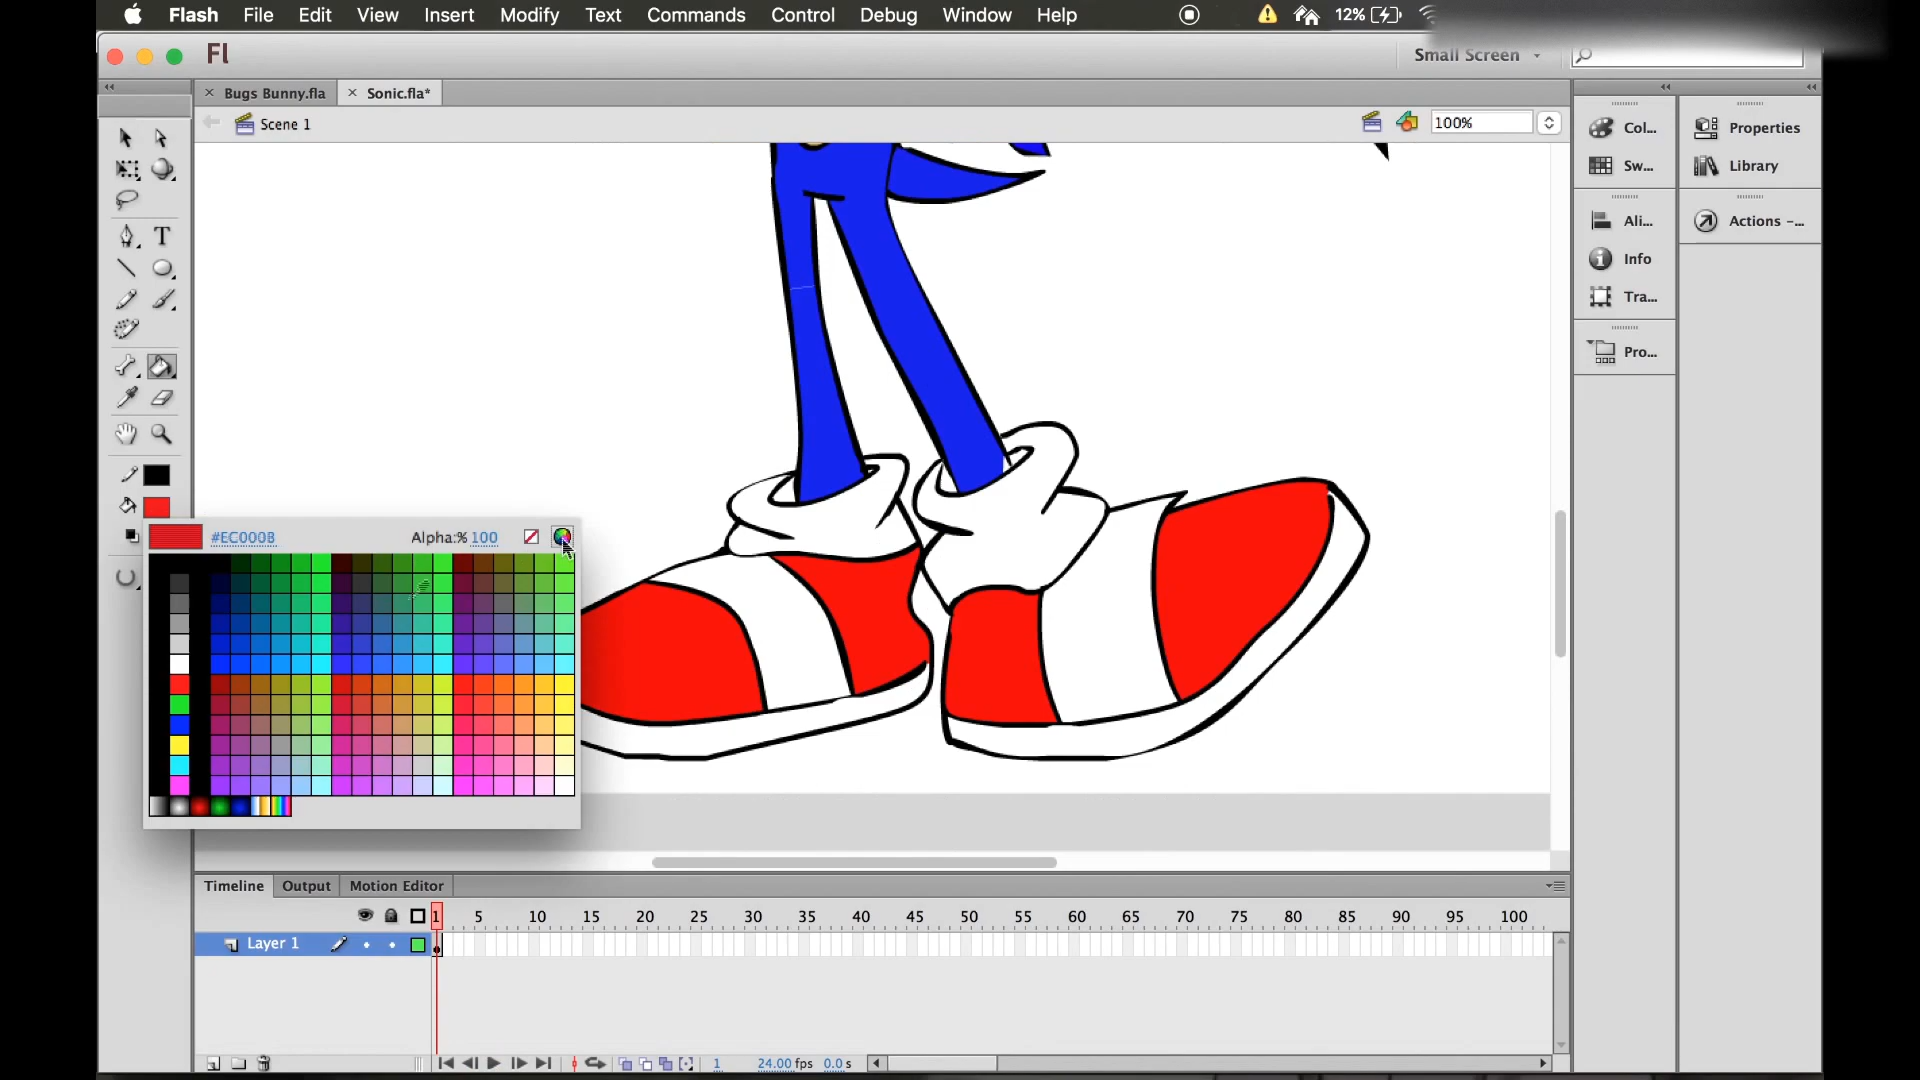 Flash File Edit View Insert Modify Text Commands Control Debug Window Help 12%
Fl Small Screen
Bugs Bunny.fla Sonic.fla*
Scene 1 100%
Col... Properties
Sw... Library
Ali... Actions -...
Info
T
Tra...
Pro...
#EC000B Alpha:% 100
Timeline Output Motion Editor
1 5 10 15 20 25 30 35 40 45 50 55 60 65 70 75 80 85 90 95 100
Layer 1
1 24.00 fps 0.0 s